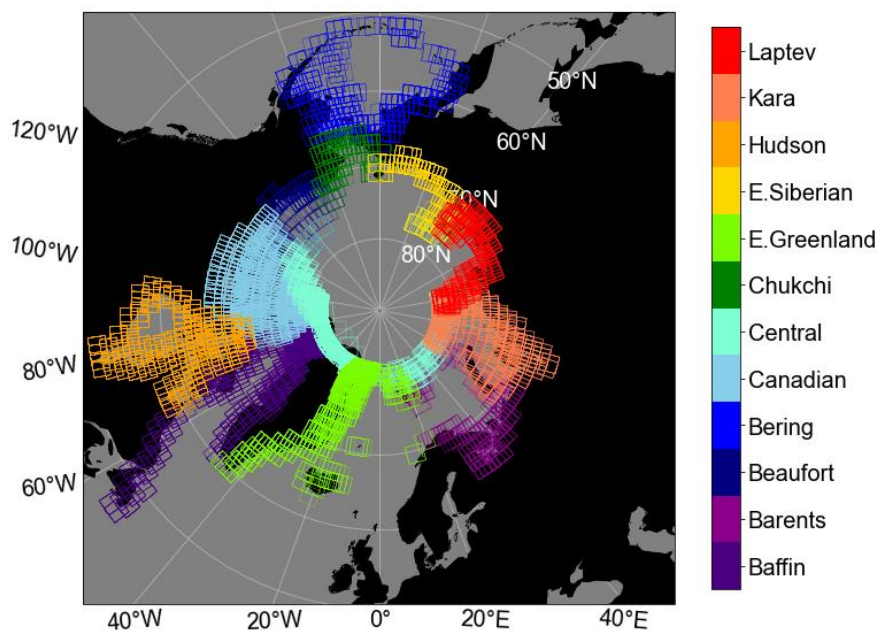 50°N
60°N
70°N
80°N
120°W
100°W
80°W
60°W
40°W
20°W
0°
20°E
40°E
Laptev
Kara
Hudson
E.Siberian
E.Greenland
Chukchi
Central
Canadian
Bering
Beaufort
Barents
Baffin